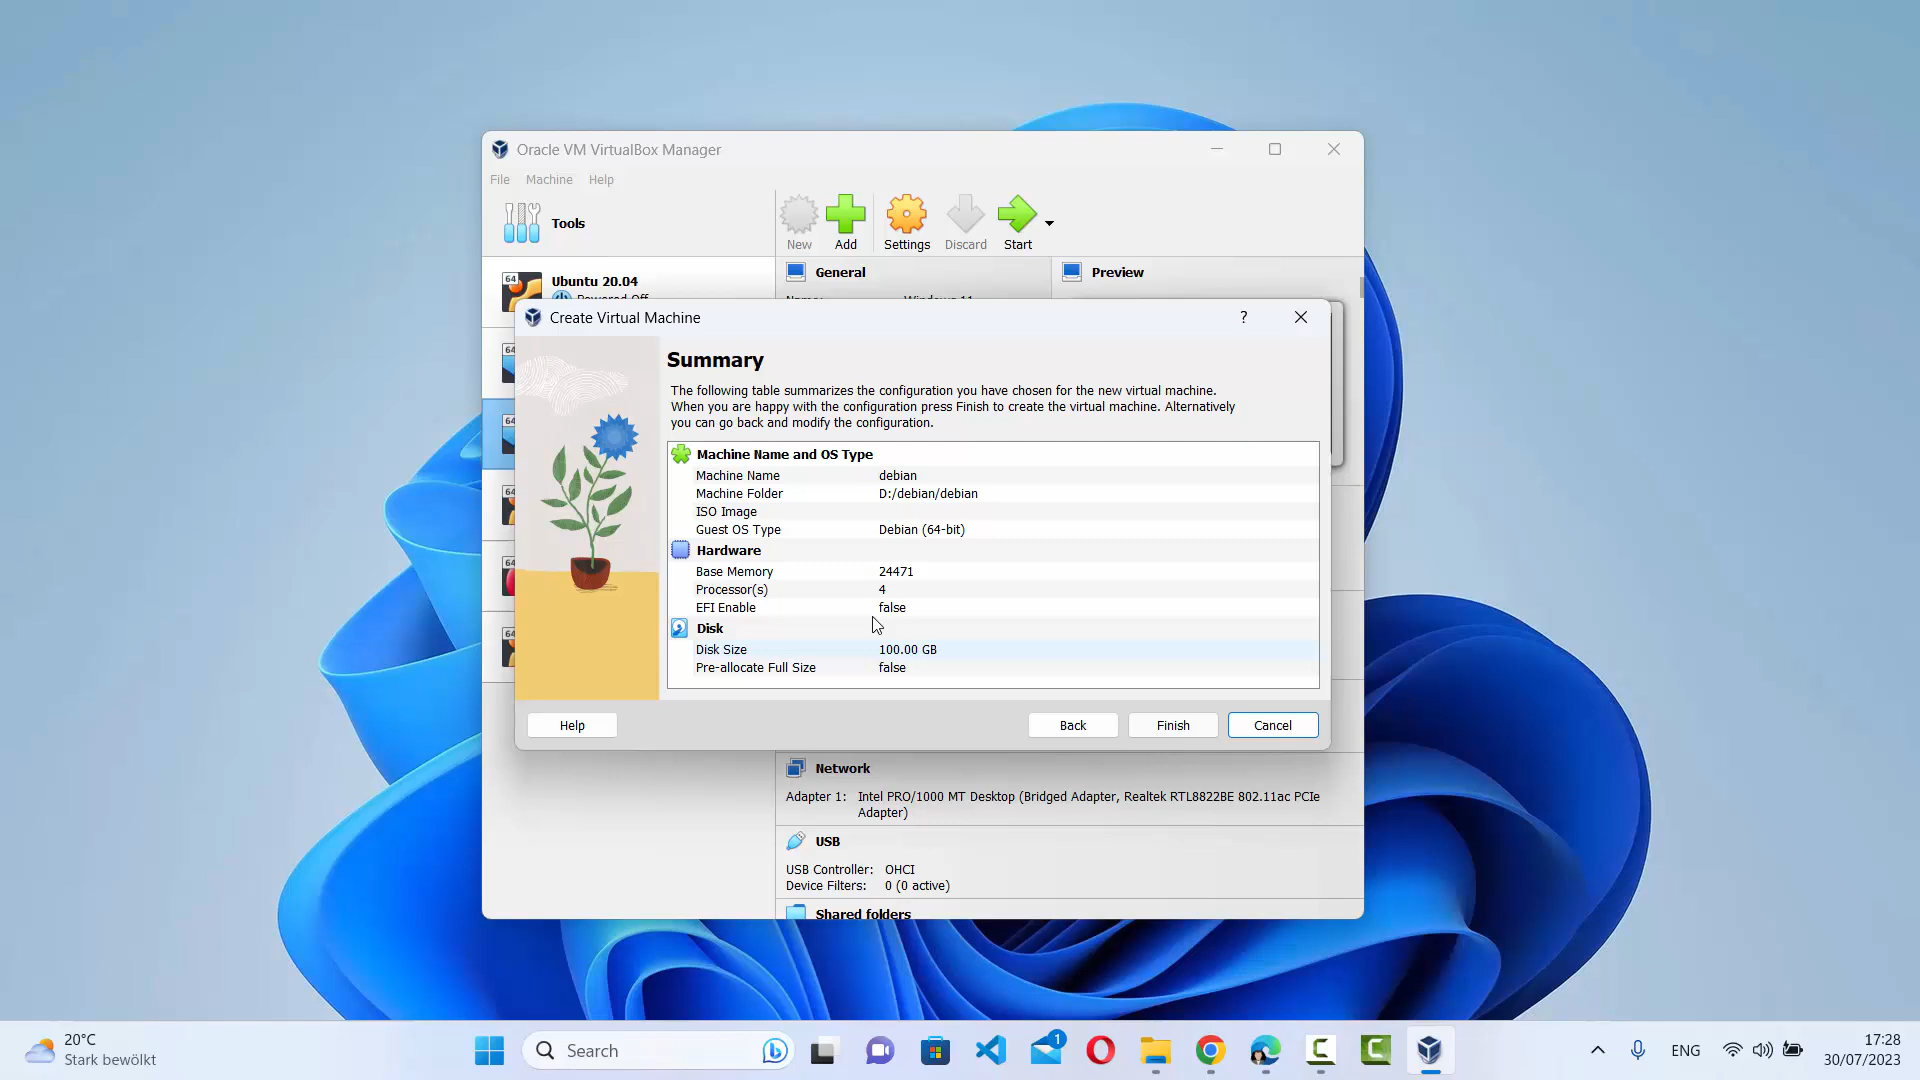 Oracle VM VirtualBox Manager
File Machine Help
Tools
New Add Settings Discard Start
64 Ubuntu 20.04
General
Preview
Create Virtual Machine
?
Summary
The following table summarizes the configuration you have chosen for the new virtual machine.
When you are happy with the configuration press Finish to create the virtual machine. Alternatively
you can go back and modify the configuration.
Machine Name and OS Type
Machine Name debian
Machine Folder D:/debian/debian
ISO Image
Guest OS Type Debian (64-bit)
Hardware
Base Memory 24471
Processor(s) 4
EFI Enable false
Disk
Disk Size 100.00 GB
Pre-allocate Full Size false
Help Back Finish Cancel
Network
Adapter 1: Intel PRO/1000 MT Desktop (Bridged Adapter, Realtek RTL8822BE 802.11ac PCIe
Adapter)
USB
USB Controller: OHCI
Device Filters: 0 (0 active)
Shared folders
20°C
Stark bewölkt
Search
1
ENG
17:28
30/07/2023